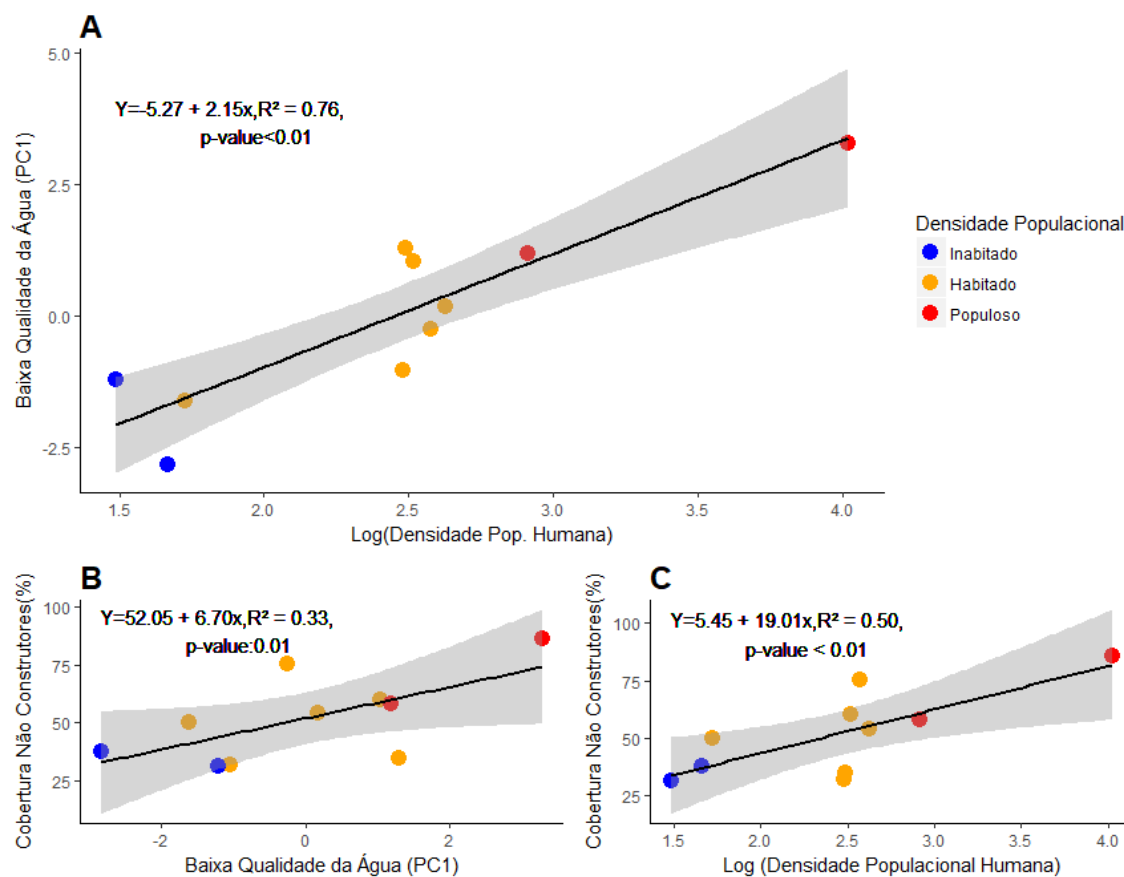 A
5.0
2.5
0.0
-2.5
Baixa Qualidade da Água (PC1)
Y=-5.27 + 2.15x,R² = 0.76,
p-value<0.01
1.5 2.0 2.5 3.0 3.5 4.0
Log(Densidade Pop. Humana)
Densidade Populacional
Inabitado
Habitado
Populoso
B
100
75
50
25
Cobertura Não Construtores(%)
Y=52.05 + 6.70x,R² = 0.33,
p-value:0.01
-2 0 2
Baixa Qualidade da Água (PC1)
C
100
75
50
25
Cobertura Não Construtores(%)
Y=5.45 + 19.01x,R² = 0.50,
p-value < 0.01
1.5 2.0 2.5 3.0 3.5 4.0
Log (Densidade Populacional Humana)